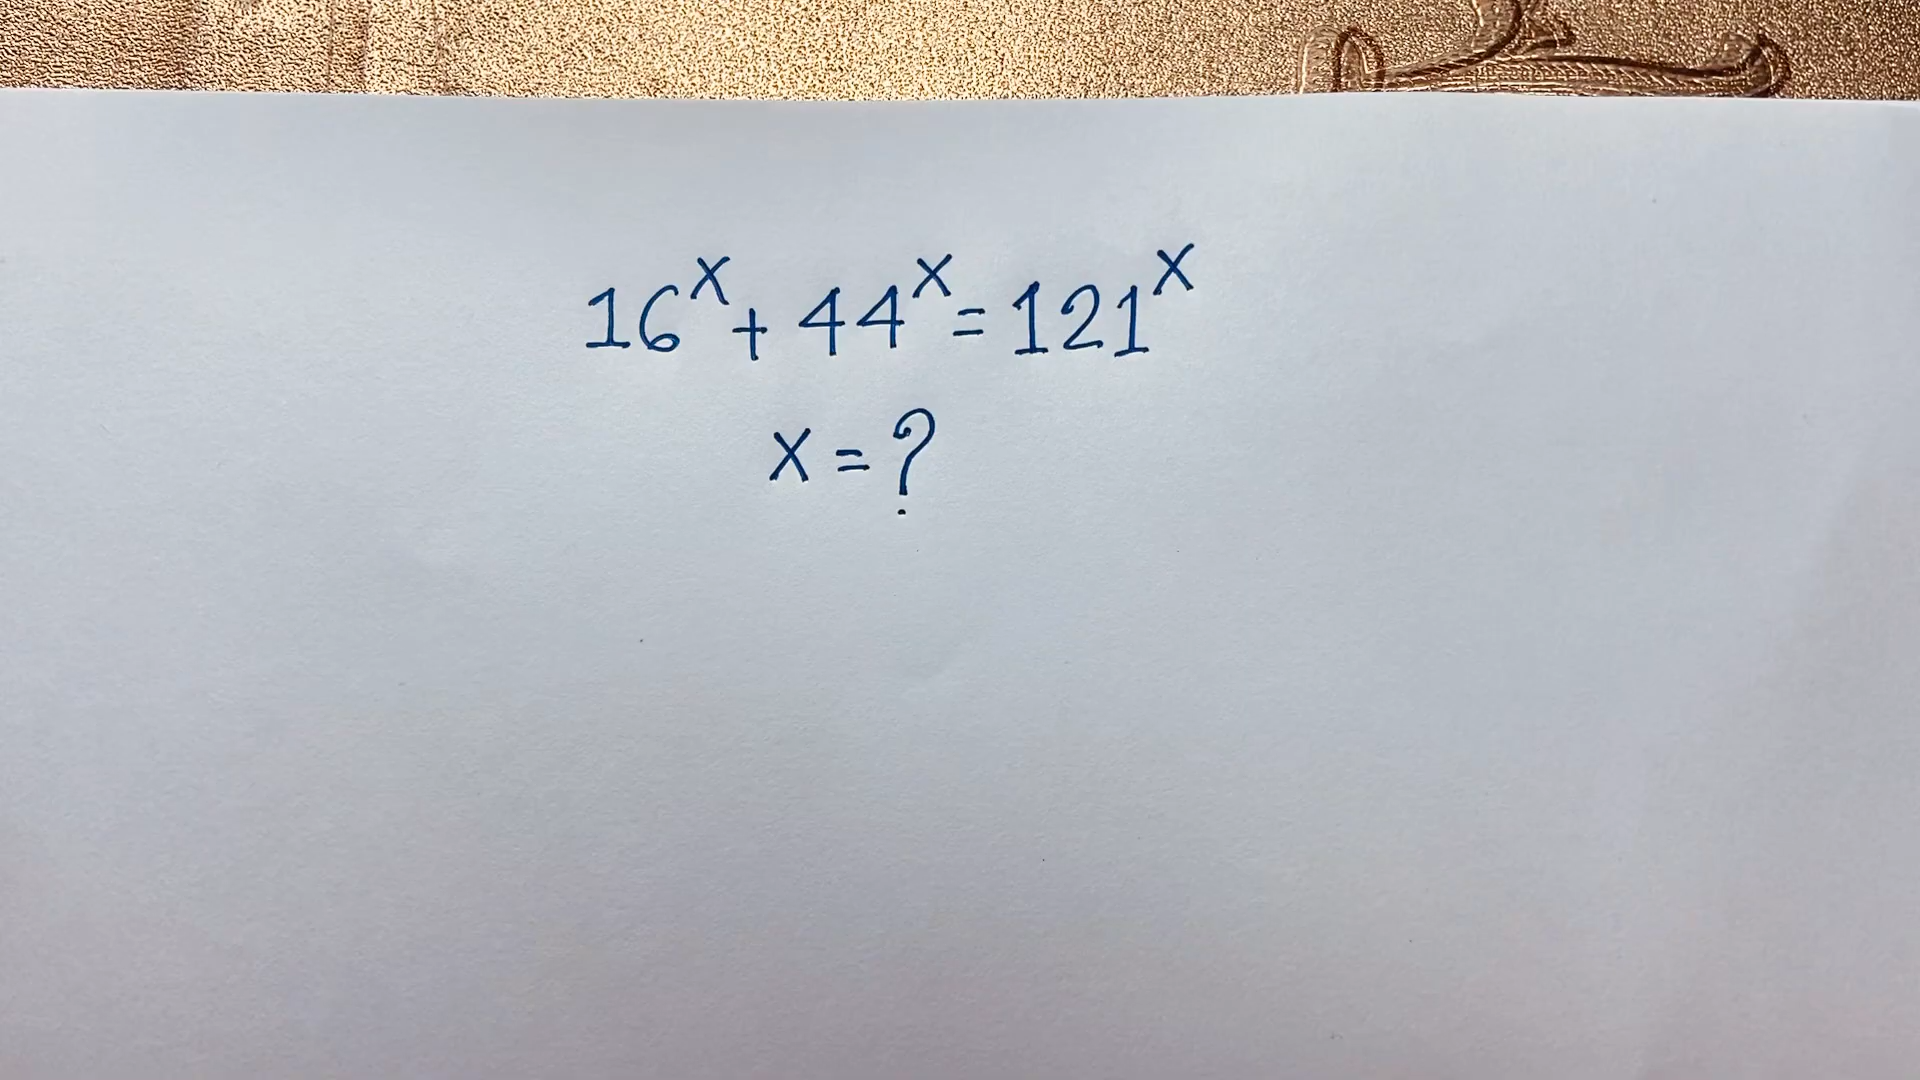 16^x + 44^x = 121^x
x = ?